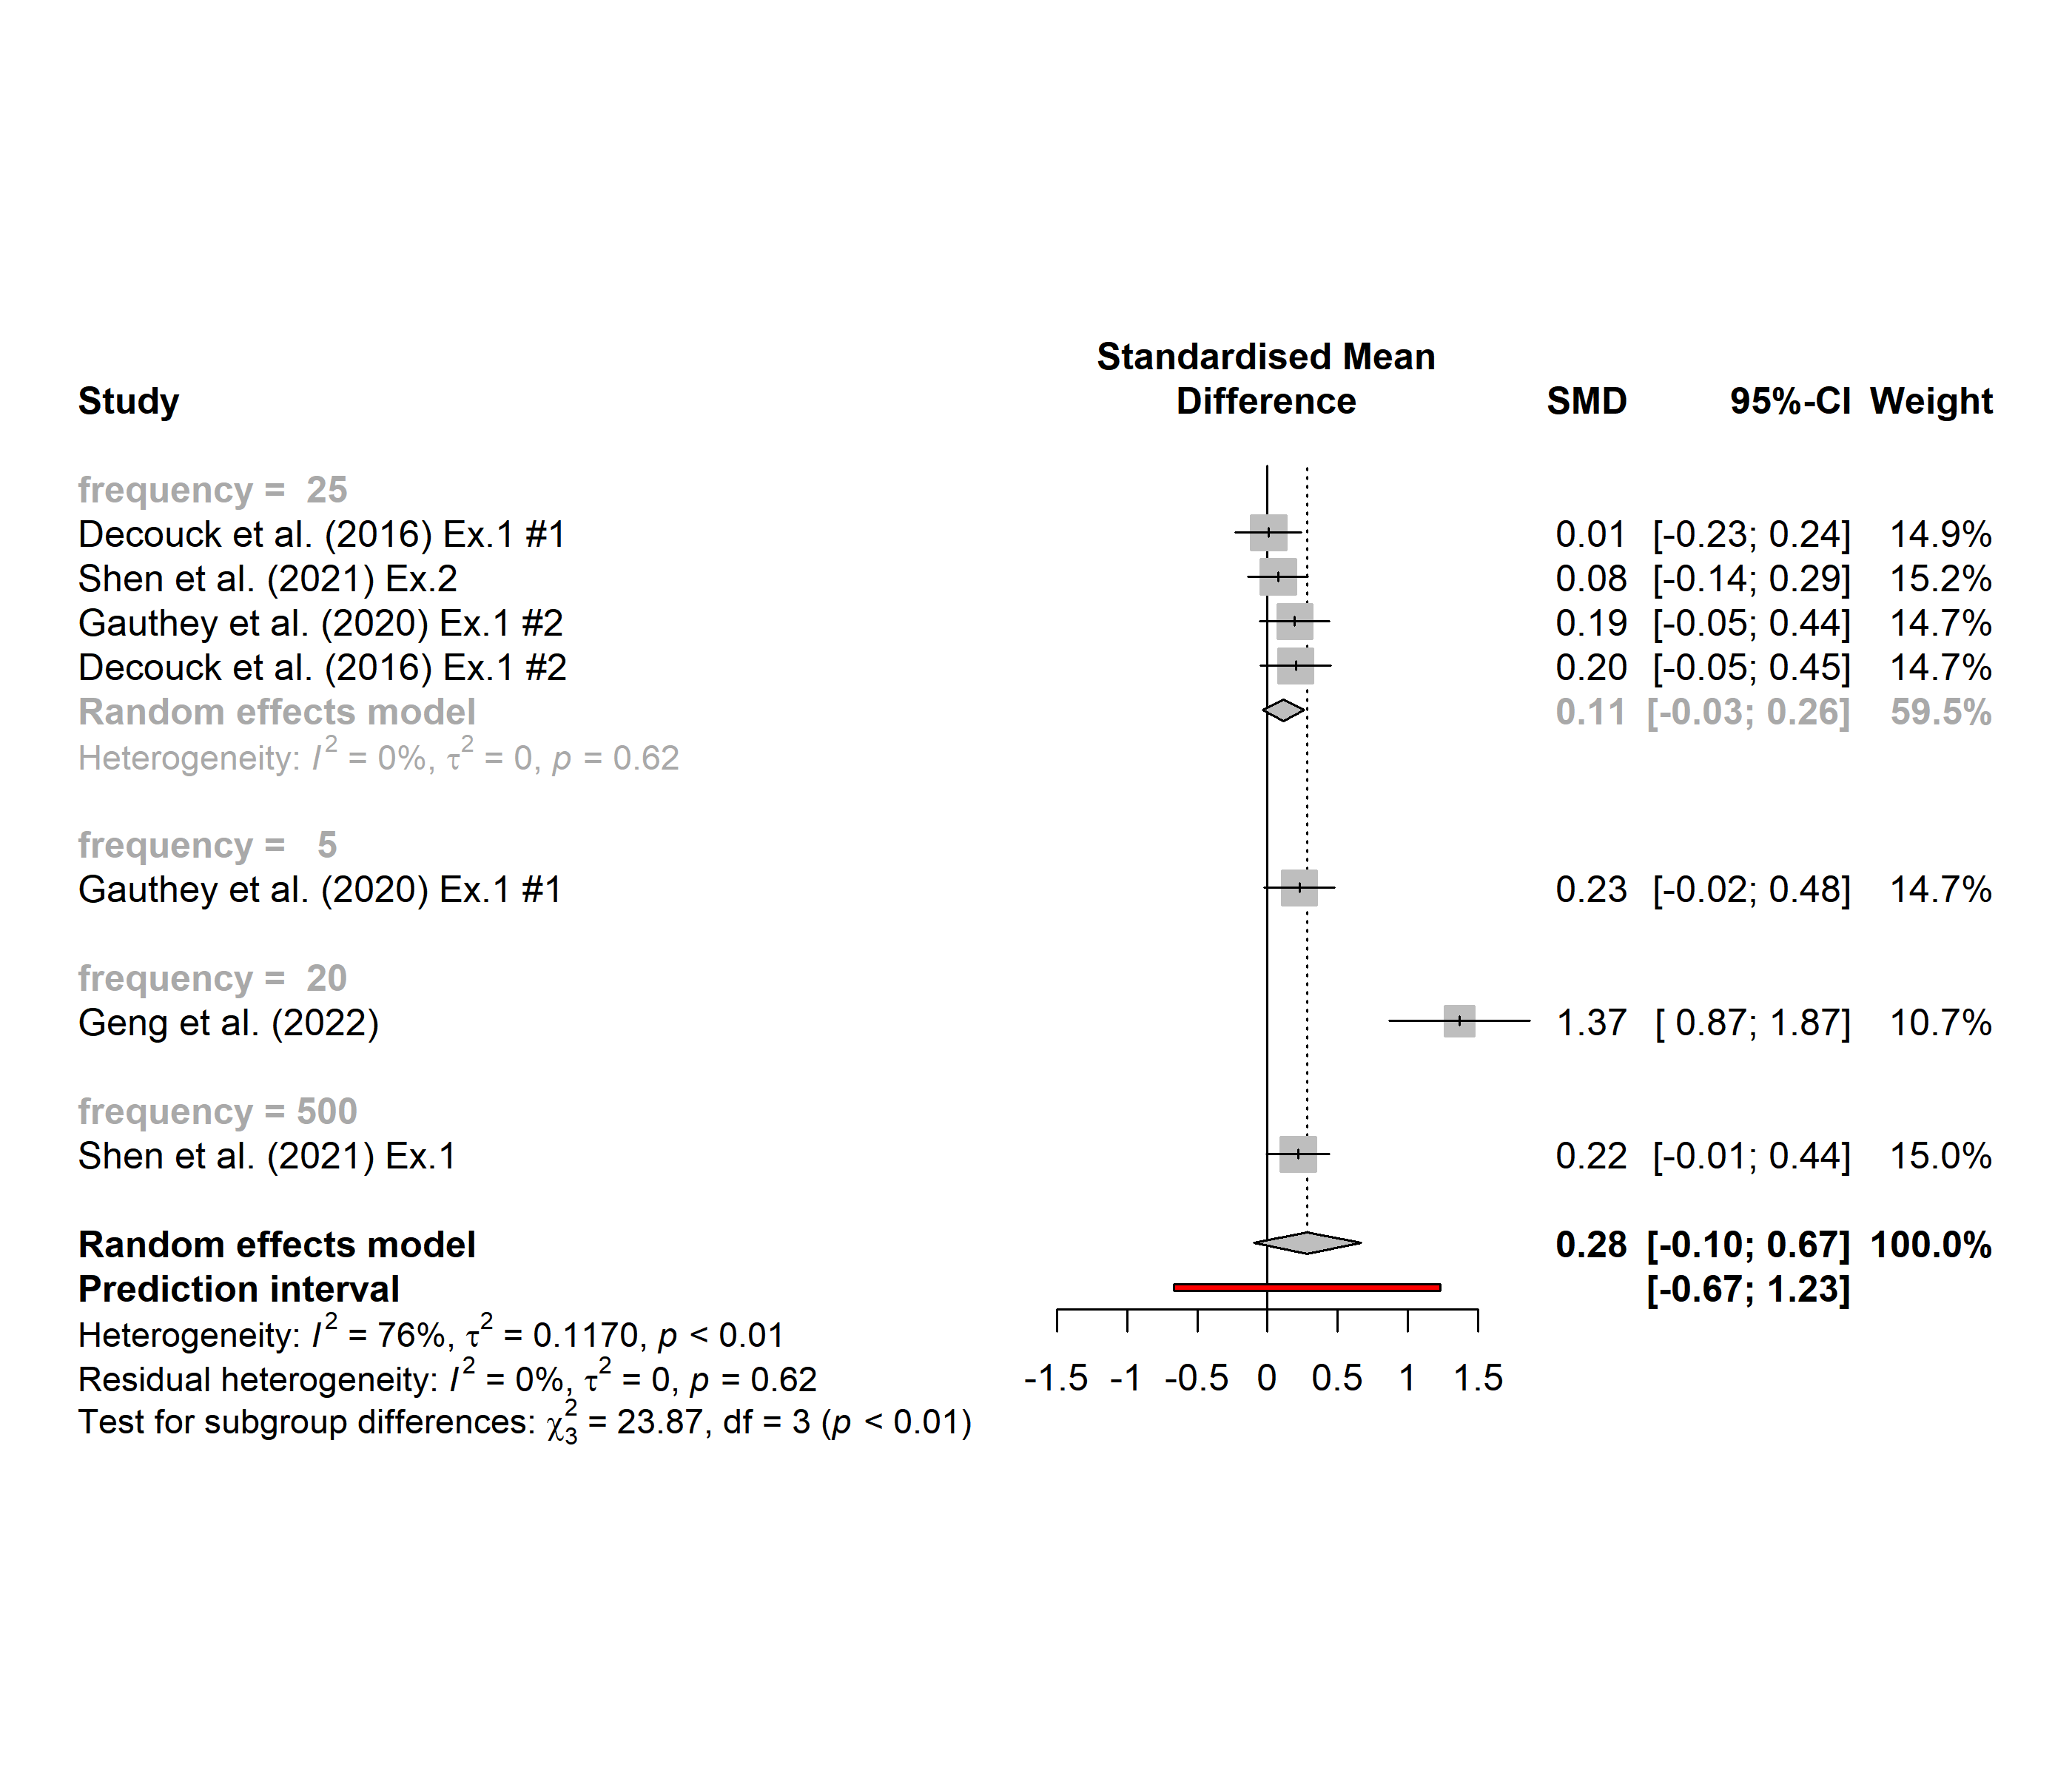 Standardised Mean
Study Difference SMD 95%-CI Weight
frequency = 25
Decouck et al. (2016) Ex.1 #1 0.01 [-0.23; 0.24] 14.9%
Shen et al. (2021) Ex.2 0.08 [-0.14; 0.29] 15.2%
Gauthey et al. (2020) Ex.1 #2 0.19 [-0.05; 0.44] 14.7%
Decouck et al. (2016) Ex.1 #2 0.20 [-0.05; 0.45] 14.7%
Random effects model 0.11 [-0.03; 0.26] 59.5%
Heterogeneity: I² = 0%, τ² = 0, p = 0.62
frequency = 5
Gauthey et al. (2020) Ex.1 #1 0.23 [-0.02; 0.48] 14.7%
frequency = 20
Geng et al. (2022) 1.37 [ 0.87; 1.87] 10.7%
frequency = 500
Shen et al. (2021) Ex.1 0.22 [-0.01; 0.44] 15.0%
Random effects model 0.28 [-0.10; 0.67] 100.0%
Prediction interval [-0.67; 1.23]
Heterogeneity: I² = 76%, τ² = 0.1170, p < 0.01
Residual heterogeneity: I² = 0%, τ² = 0, p = 0.62
-1.5 -1 -0.5 0 0.5 1 1.5
Test for subgroup differences: χ²₃ = 23.87, df = 3 (p < 0.01)